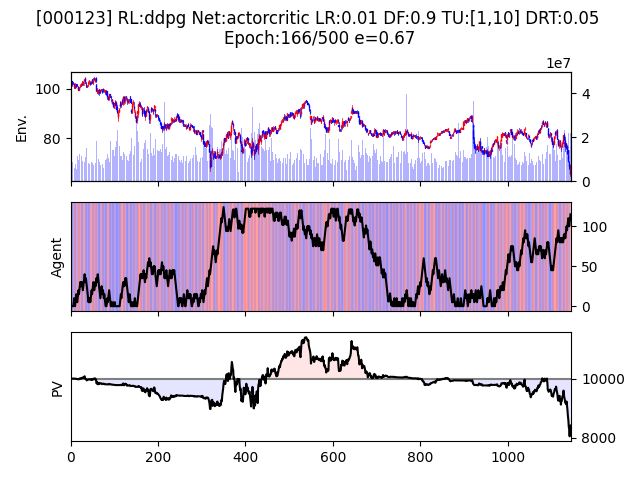 [000123] RL:ddpg Net:actorcritic LR:0.01 DF:0.9 TU:[1,10] DRT:0.05
Epoch:166/500 e=0.67
1e7
100
80
Env.
4
2
0
Agent
100
50
0
PV
10000
8000
0
200
400
600
800
1000